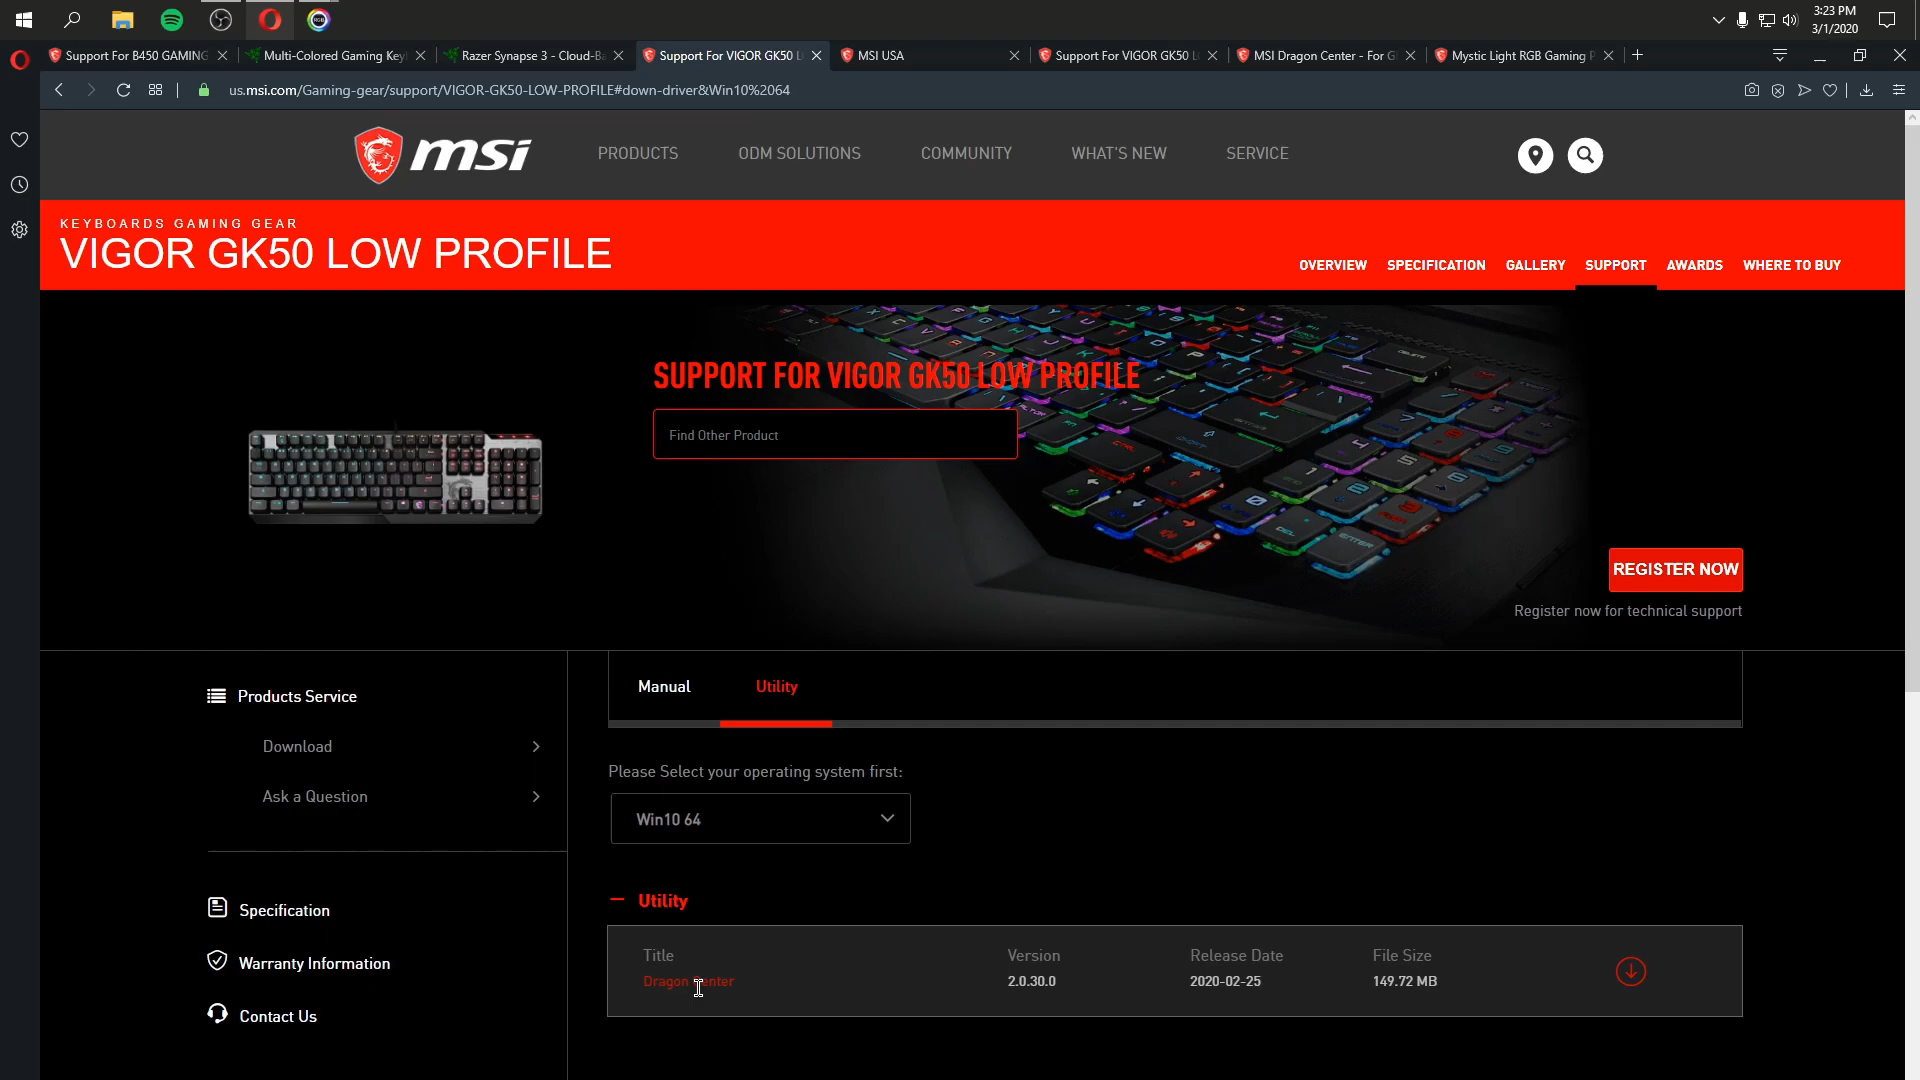 3:23 PM
3/1/2020
Support For B450 GAMING
Multi-Colored Gaming Key
Razer Synapse 3 - Cloud-Ba
Support For VIGOR GK50 L
MSI USA
Support For VIGOR GK50 L
MSI Dragon Center - For G
Mystic Light RGB Gaming P
us.msi.com/Gaming-gear/support/VIGOR-GK50-LOW-PROFILE#down-driver&Win10%2064
msi
PRODUCTS
ODM SOLUTIONS
COMMUNITY
WHAT'S NEW
SERVICE
KEYBOARDS GAMING GEAR
VIGOR GK50 LOW PROFILE
OVERVIEW
SPECIFICATION
GALLERY
SUPPORT
AWARDS
WHERE TO BUY
SUPPORT FOR VIGOR GK50 LOW PROFILE
Find Other Product
REGISTER NOW
Register now for technical support
Products Service
Download
Ask a Question
Specification
Warranty Information
Contact Us
Manual
Utility
Please Select your operating system first:
Win10 64
Utility
Title
Version
Release Date
File Size
Dragon Center
2.0.30.0
2020-02-25
149.72 MB